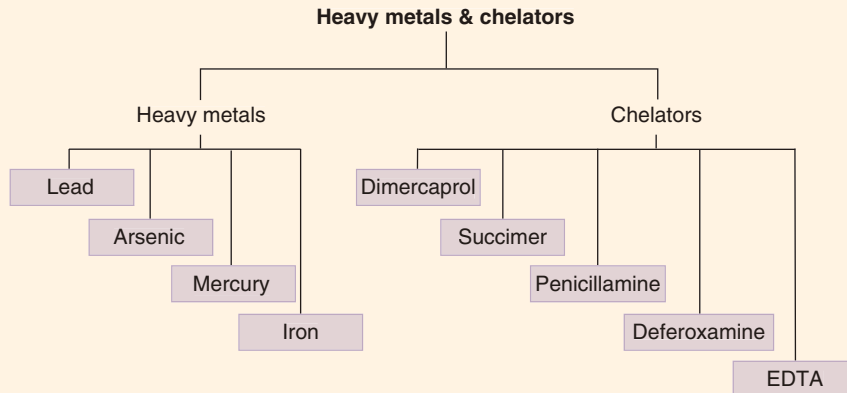 Heavy metals & chelators
Heavy metals
Chelators
Lead
Arsenic
Mercury
Iron
Dimercaprol
Succimer
Penicillamine
Deferoxamine
EDTA